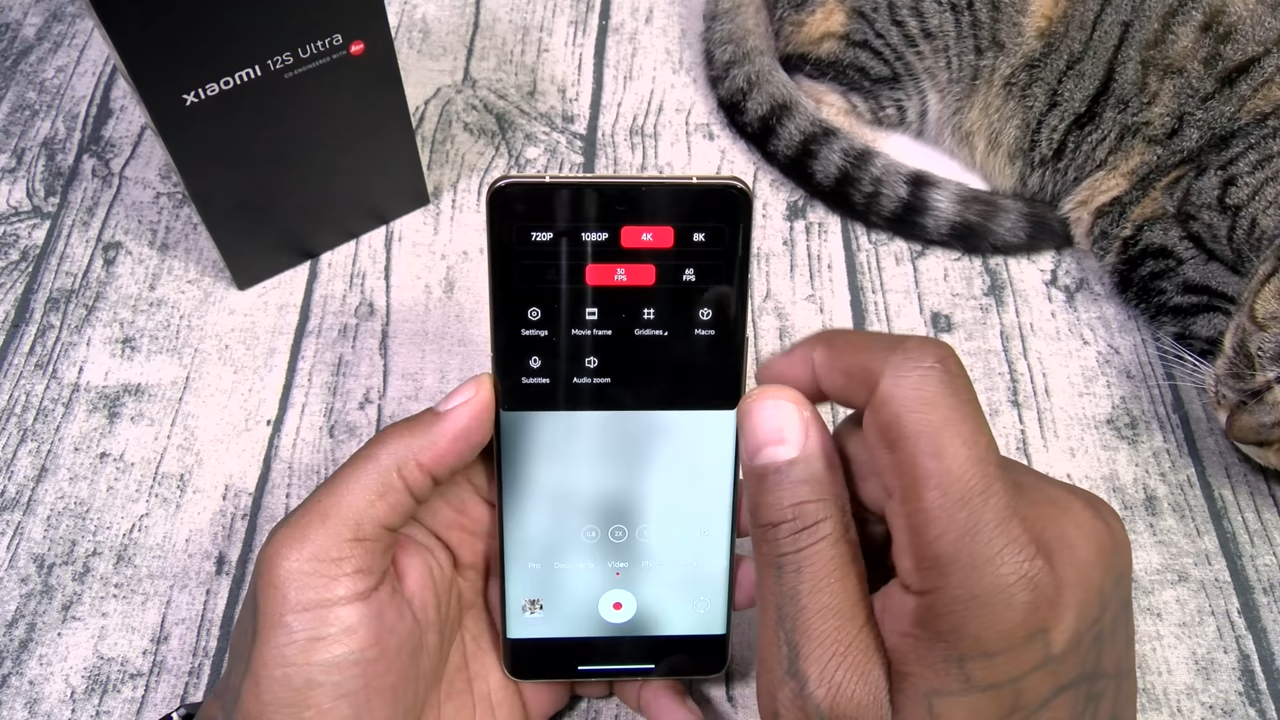 xiaomi 12S Ultra
CO-ENGINEERED WITH Leica
720P 1080P 4K 8K
30 FPS 60 FPS
Settings Movie frame Gridlines Macro
Subtitles Audio zoom
2X
Pro Documents Video